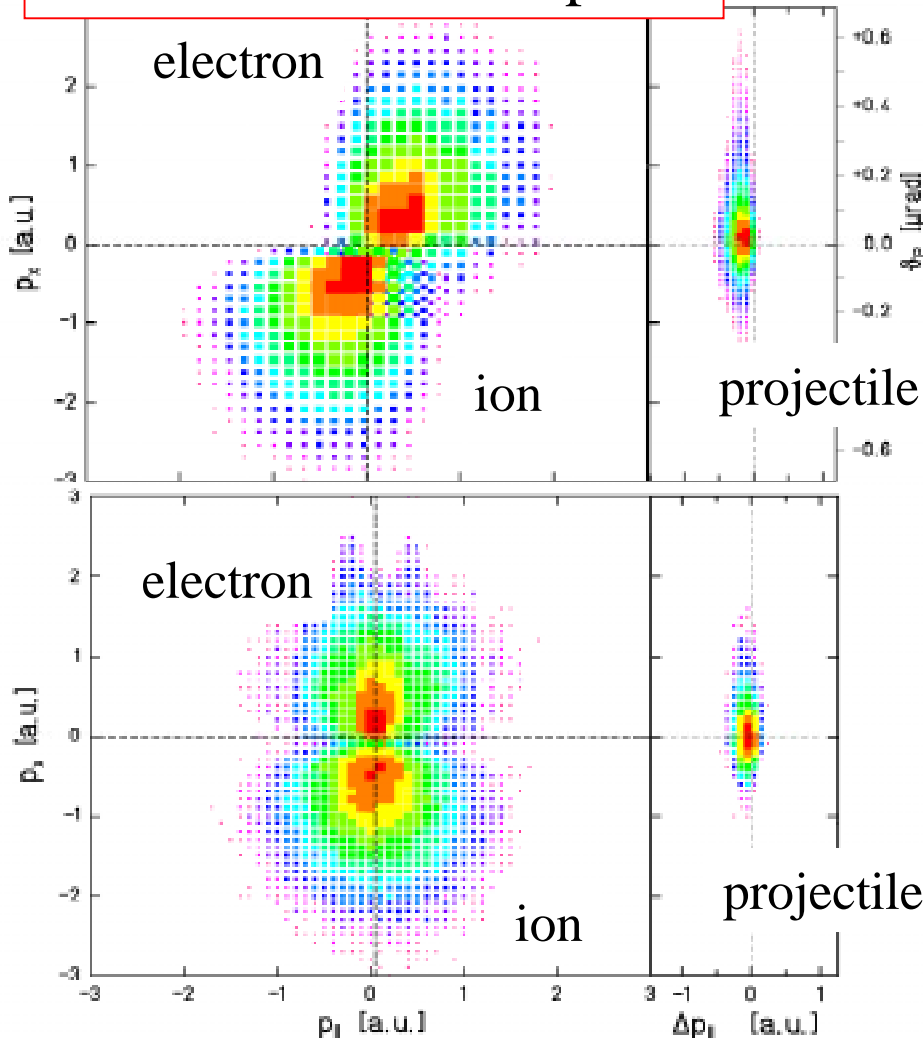 electron
2
1
0
-1
-2
-3
pₓ [a.u.]
ion
+0.6
+0.4
+0.2
0.0
-0.2
-0.6
[μrad]
projectile
3
2
1
0
-1
-2
-3
[a.u.]
electron
ion
projectile
-3 -2 -1 0 1 2 3 -1 0 1
p∥ [a.u.] Δp∥ [a.u.]